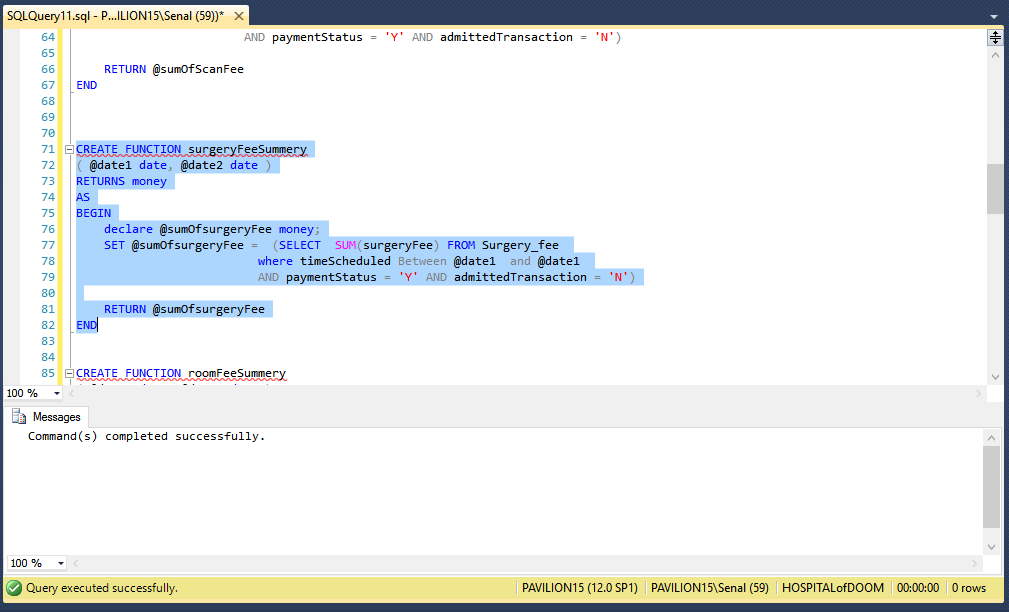 SQLQuery11.sql - P...ILION15\Senal (59))*
64 AND paymentStatus = 'Y' AND admittedTransaction = 'N')
65
66 RETURN @sumOfScanFee
67 END
68
69
70
71 CREATE FUNCTION surgeryFeeSummery
72 ( @date1 date, @date2 date )
73 RETURNS money
74 AS
75 BEGIN
76 declare @sumOfsurgeryFee money;
77 SET @sumOfsurgeryFee = (SELECT SUM(surgeryFee) FROM Surgery_fee
78 where timeScheduled Between @date1 and @date1
79 AND paymentStatus = 'Y' AND admittedTransaction = 'N')
80
81 RETURN @sumOfsurgeryFee
82 END
83
84
85 CREATE FUNCTION roomFeeSummery
100 %
Messages
Command(s) completed successfully.
100 %
Query executed successfully. PAVILION15 (12.0 SP1) PAVILION15\Senal (59) HOSPITALofDOOM 00:00:00 0 rows